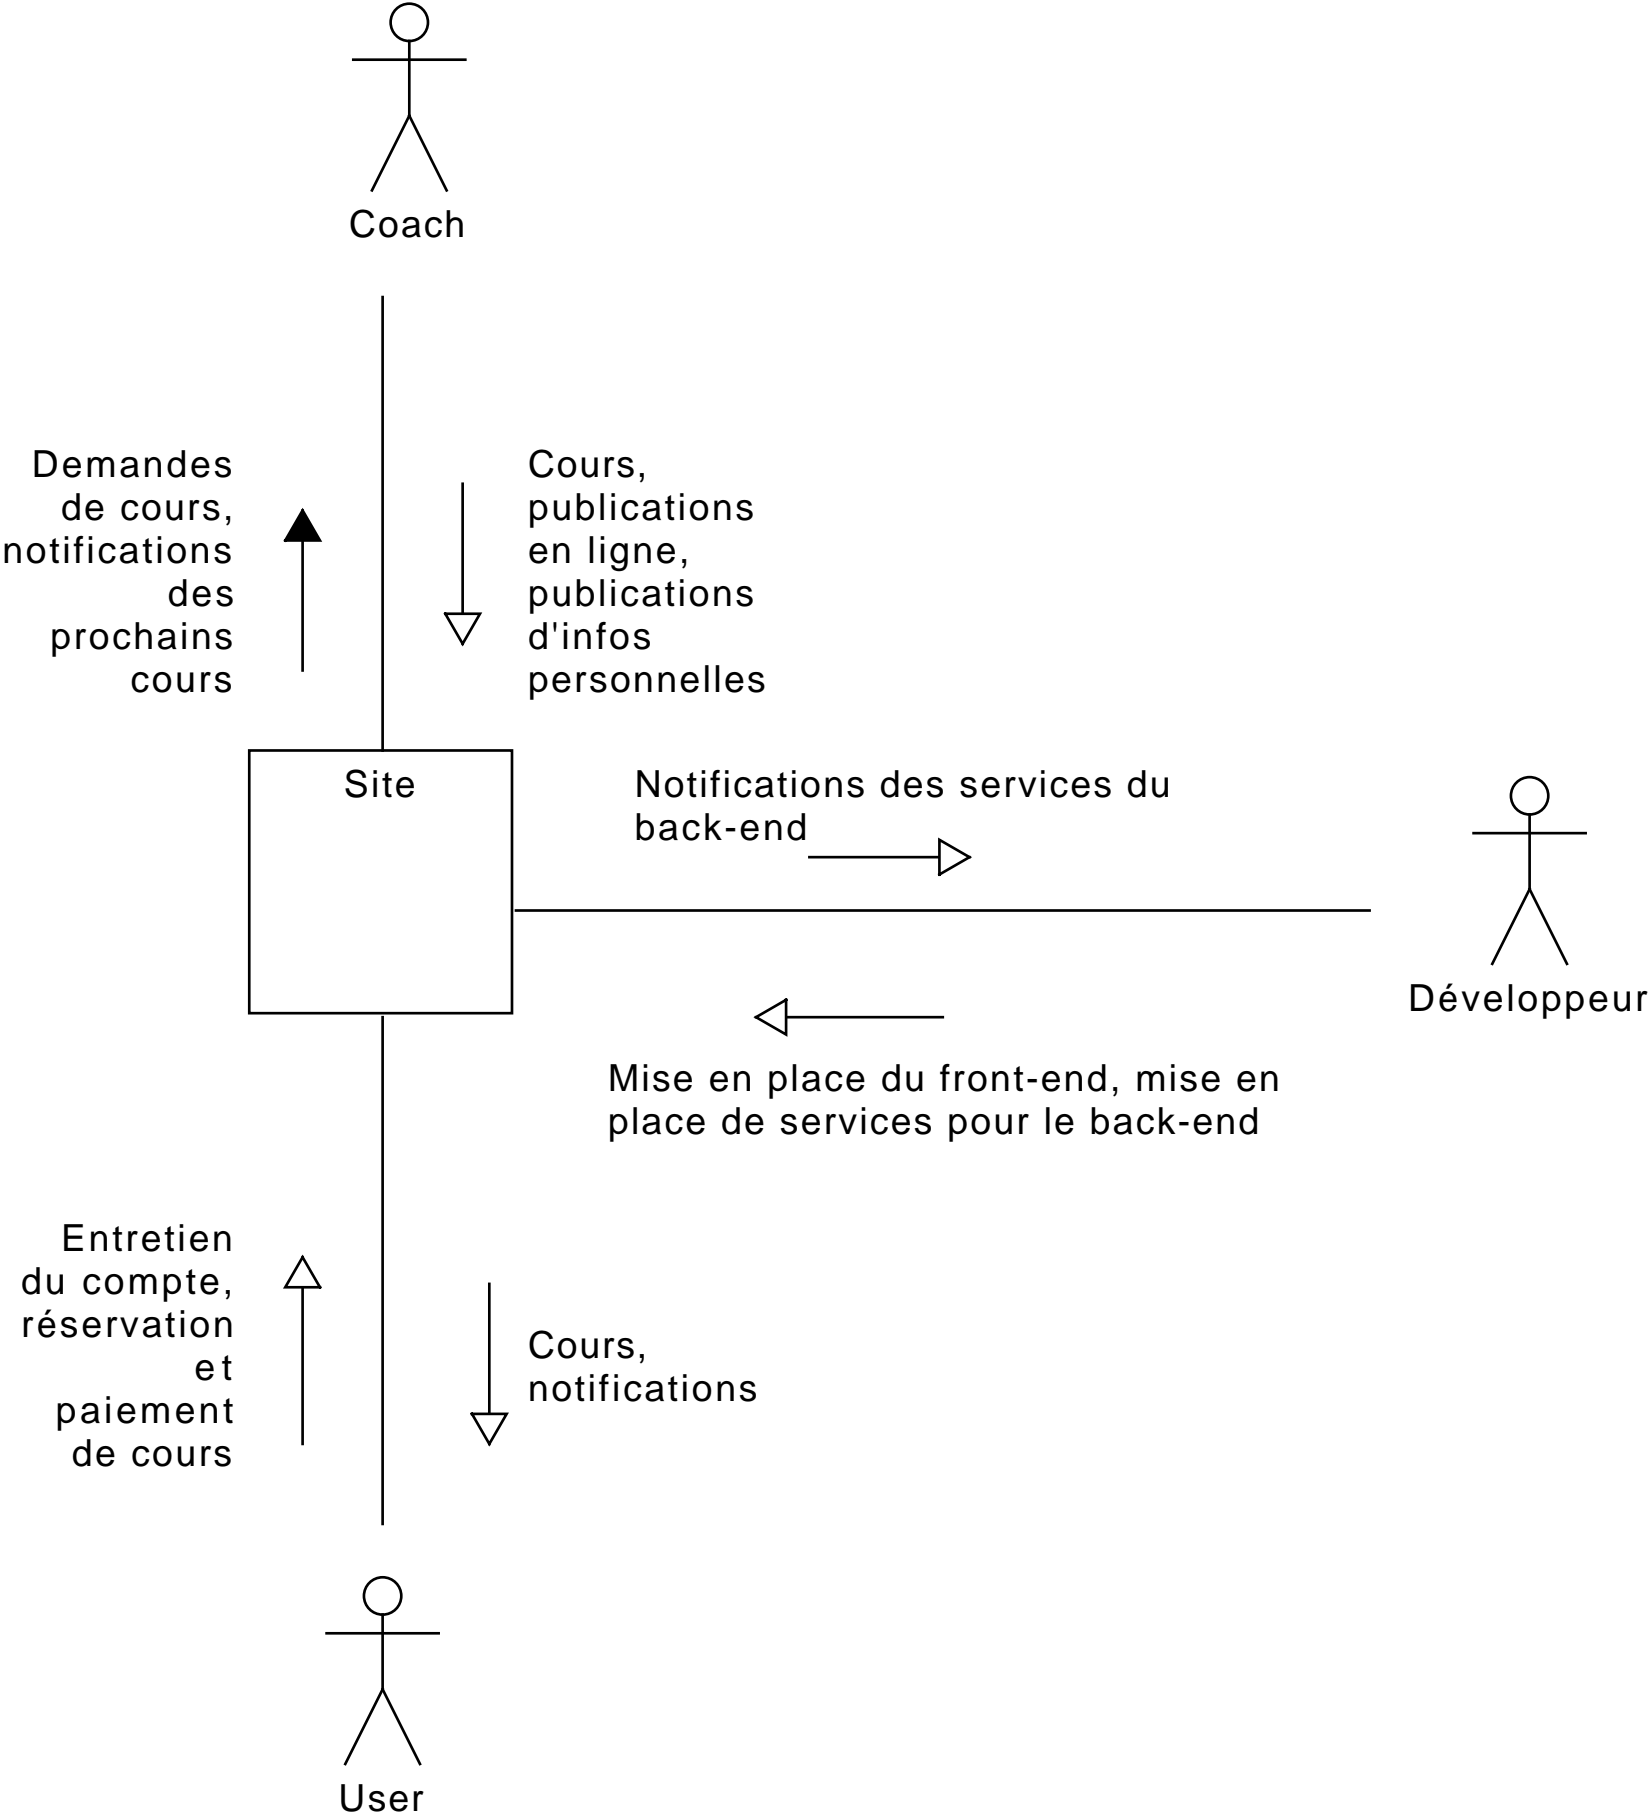 Coach
Demandes
de cours,
notifications
des
prochains
cours
Cours,
publications
en ligne,
publications
d'infos
personnelles
Site
Notifications des services du
back-end
Développeur
Mise en place du front-end, mise en
place de services pour le back-end
Entretien
du compte,
réservation
et
paiement
de cours
Cours,
notifications
User